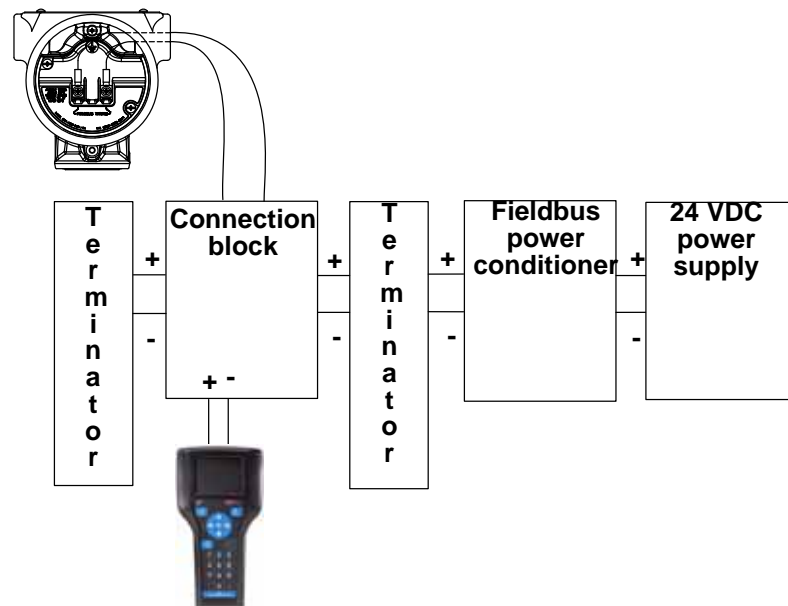 Terminator
Connection
block
Terminator
Fieldbus
power
conditioner
24 VDC
power
supply
+
+
+
+
-
-
-
-
+ -